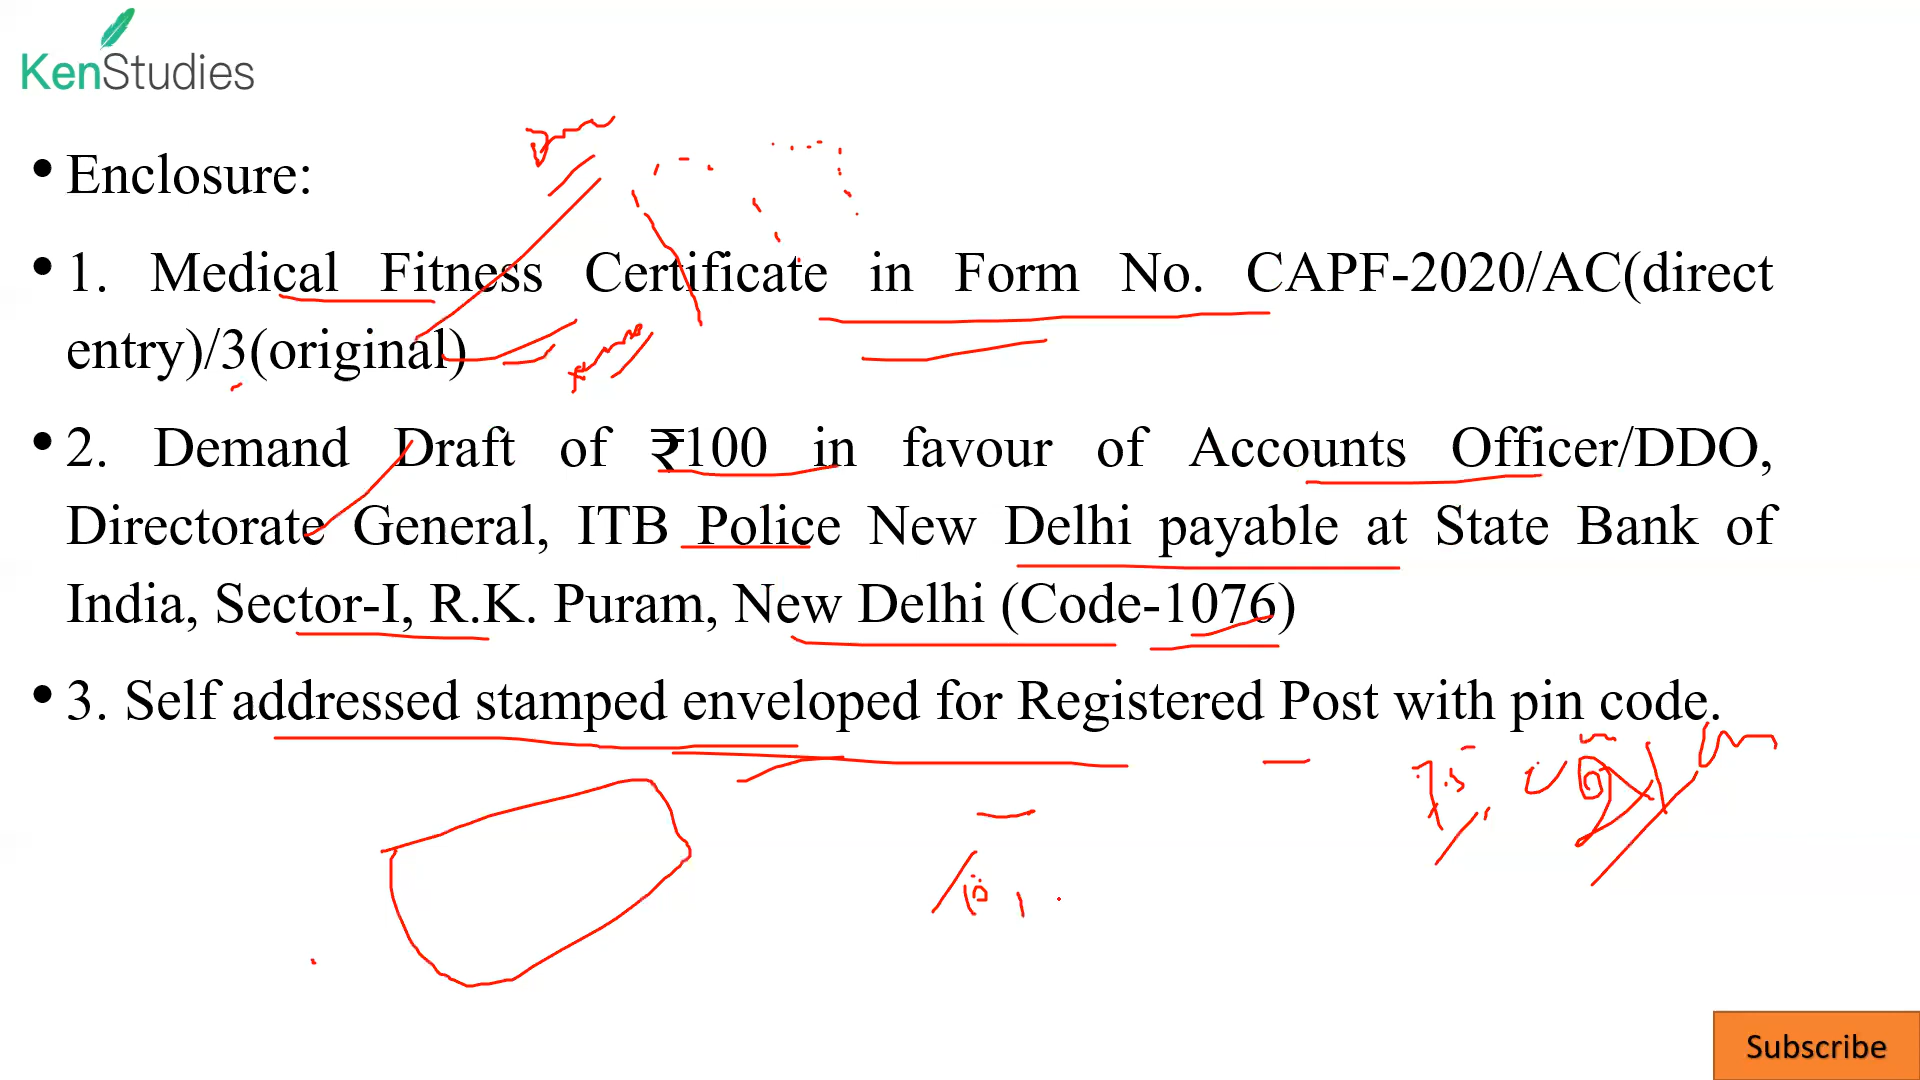 KenStudies
• Enclosure:
• 1. Medical Fitness Certificate in Form No. CAPF-2020/AC(direct
entry)/3(original)
• 2. Demand Draft of ₹100 in favour of Accounts Officer/DDO,
Directorate General, ITB Police New Delhi payable at State Bank of
India, Sector-I, R.K. Puram, New Delhi (Code-1076)
• 3. Self addressed stamped enveloped for Registered Post with pin code.
Subscribe